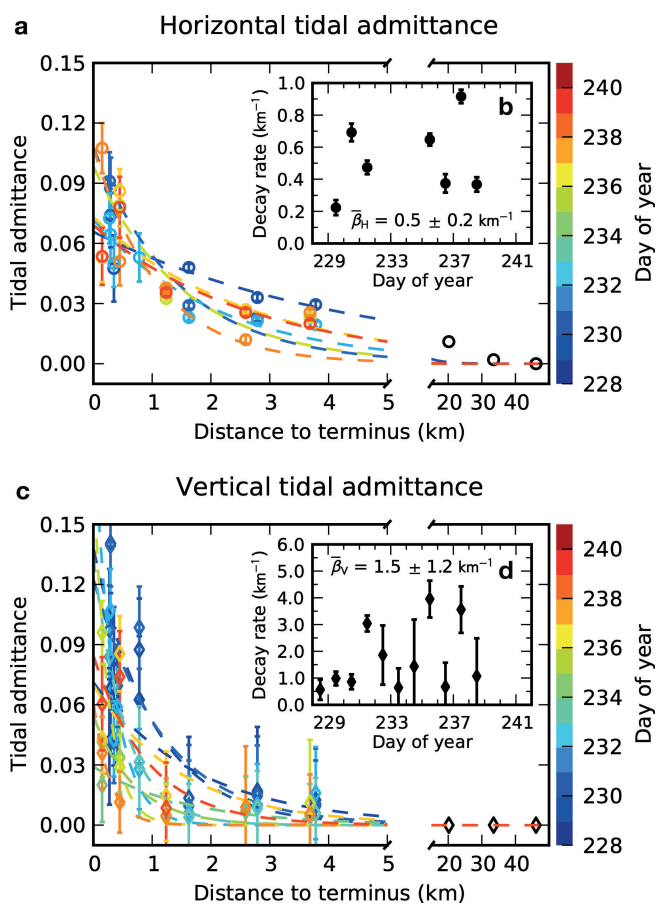 a
Horizontal tidal admittance
0.15
0.12
0.09
0.06
0.03
0.00
Tidal admittance
0 1 2 3 4 5 20 30 40
Distance to terminus (km)
b
1.0
0.8
0.6
0.4
0.2
0.0
Decay rate (km⁻¹)
β̅H = 0.5 ± 0.2 km⁻¹
229 233 237 241
Day of year
240
238
236
234
232
230
228
Day of year
c
Vertical tidal admittance
0.15
0.12
0.09
0.06
0.03
0.00
Tidal admittance
0 1 2 3 4 5 20 30 40
Distance to terminus (km)
β̅V = 1.5 ± 1.2 km⁻¹
d
6.0
5.0
4.0
3.0
2.0
1.0
0.0
Decay rate (km⁻¹)
229 233 237 241
Day of year
240
238
236
234
232
230
228
Day of year